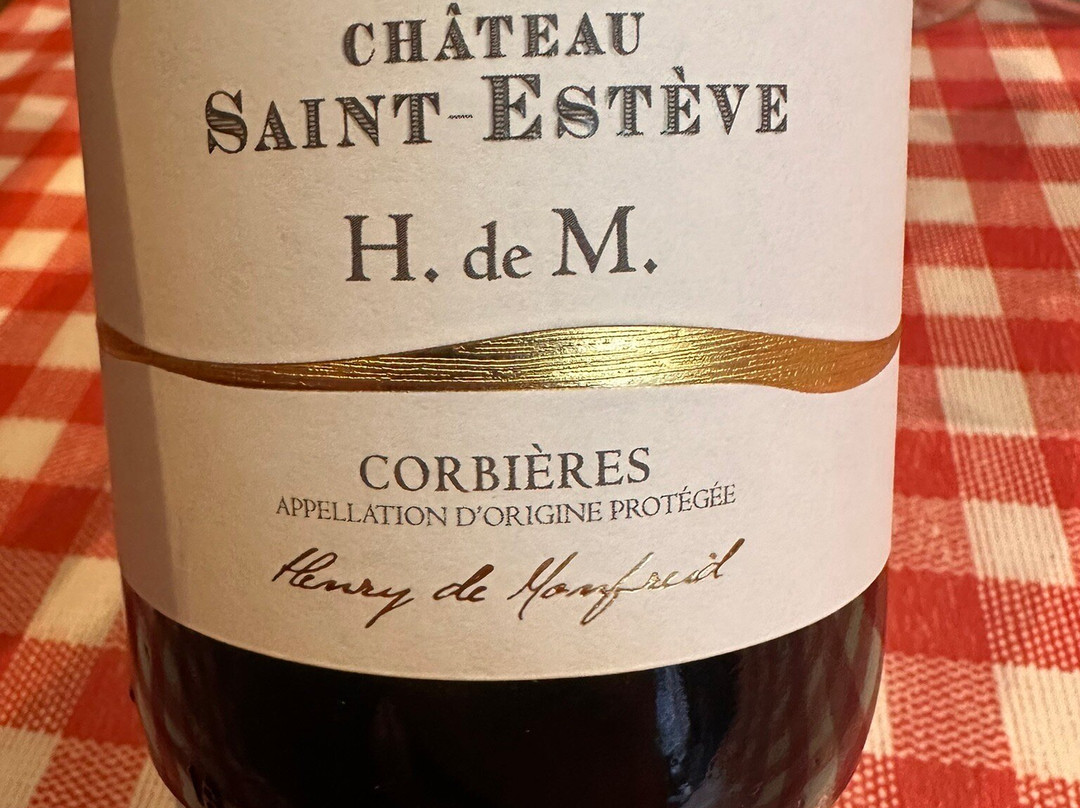 CHÂTEAU
SAINT-ESTÈVE
H. de M.
CORBIÈRES
APPELLATION D'ORIGINE PROTÉGÉE
Henry de Monfreid